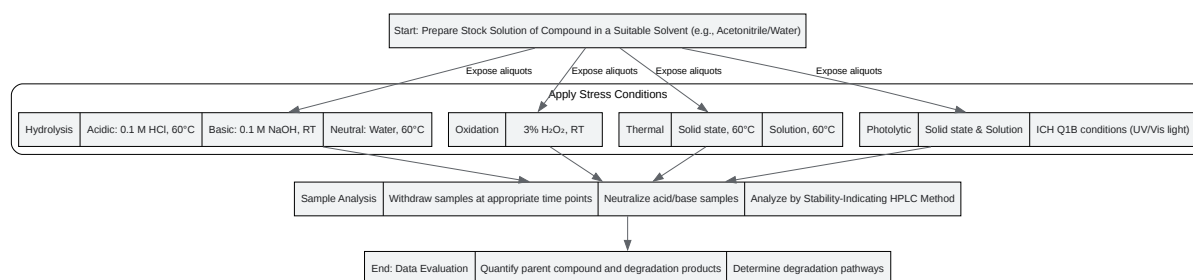 Start: Prepare Stock Solution of Compound in a Suitable Solvent (e.g., Acetonitrile/Water)
Expose aliquots
Expose aliquots
Expose aliquots
Expose aliquots
Apply Stress Conditions
Hydrolysis
Acidic: 0.1 M HCl, 60°C
Basic: 0.1 M NaOH, RT
Neutral: Water, 60°C
Oxidation
3% H₂O₂, RT
Thermal
Solid state, 60°C
Solution, 60°C
Photolytic
Solid state & Solution
ICH Q1B conditions (UV/Vis light)
Sample Analysis
Withdraw samples at appropriate time points
Neutralize acid/base samples
Analyze by Stability-Indicating HPLC Method
End: Data Evaluation
Quantify parent compound and degradation products
Determine degradation pathways